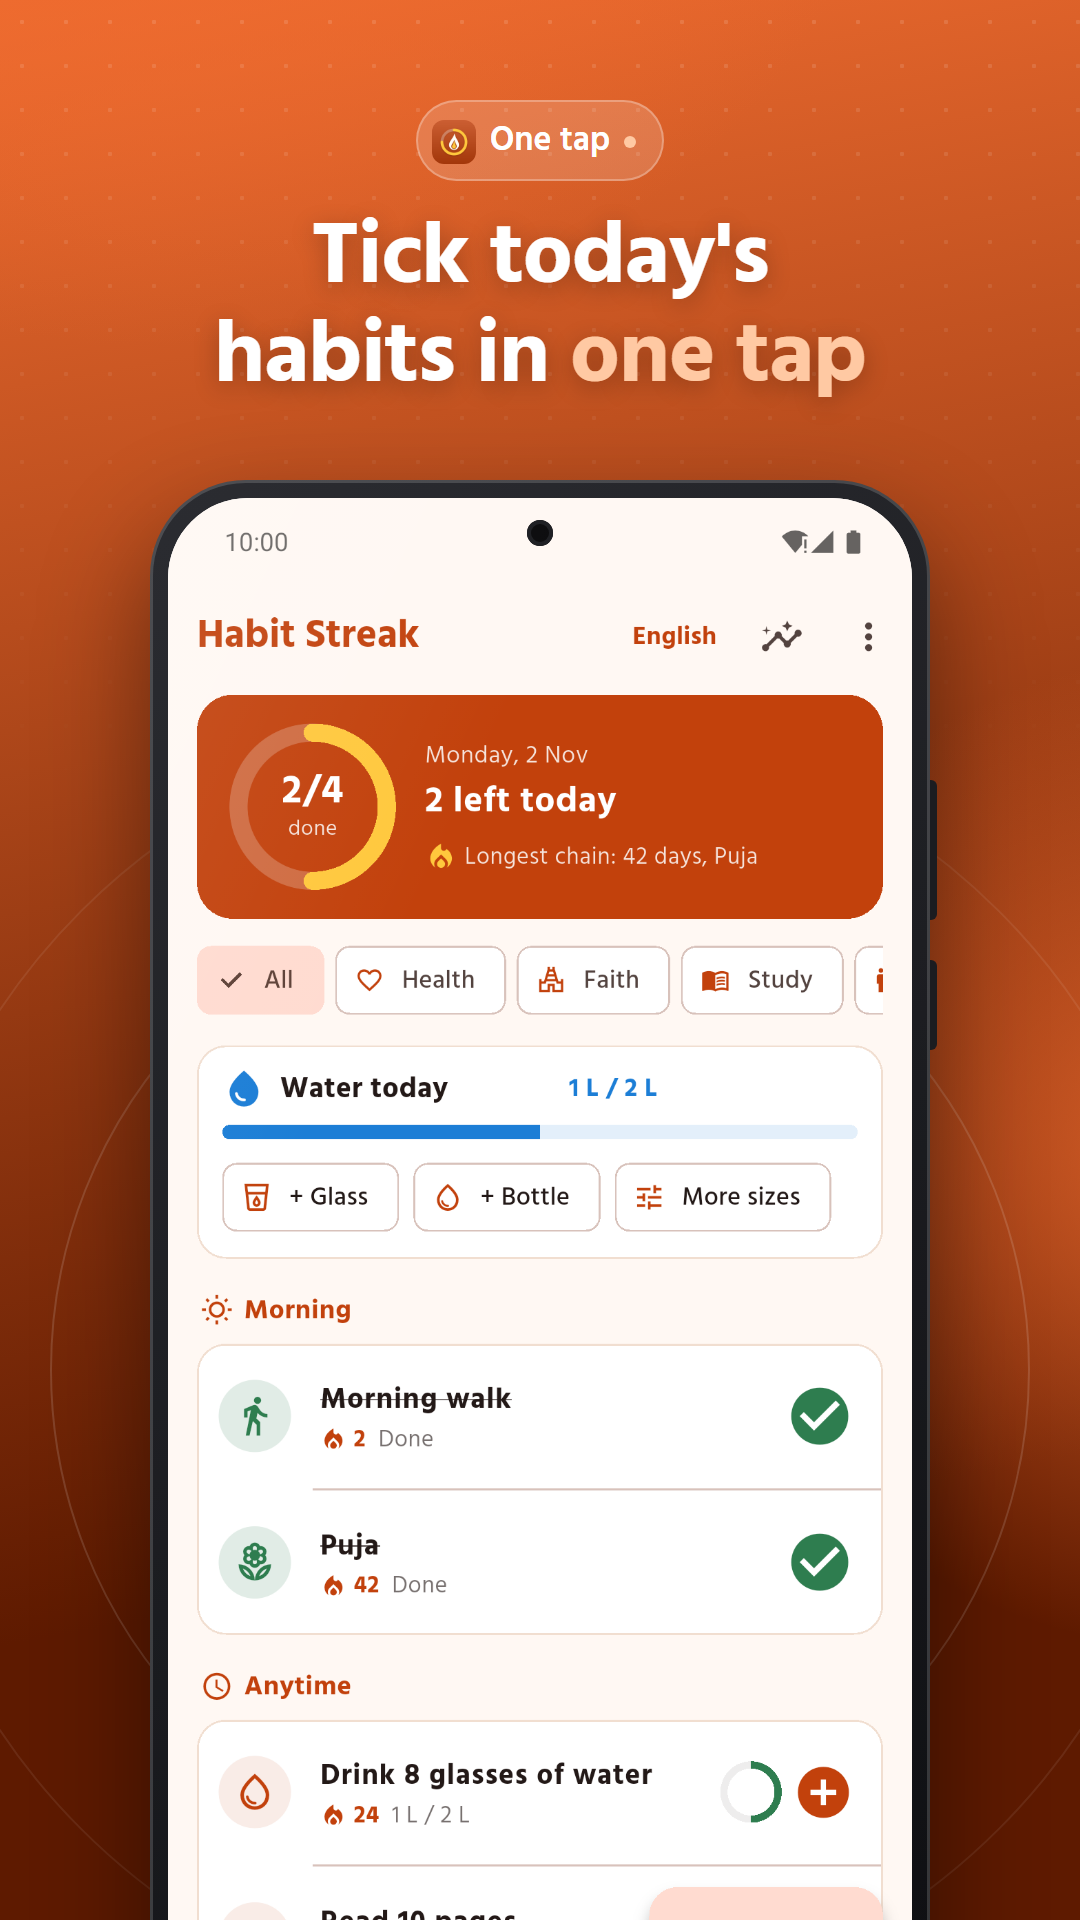 One tap
Tick today's
habits in one tap
10:00
Habit Streak
English
2/4
done
Monday, 2 Nov
2 left today
Longest chain: 42 days, Puja
All
Health
Faith
Study
Water today
1 L / 2 L
+ Glass
+ Bottle
More sizes
Morning
Morning walk
2 Done
Puja
42 Done
Anytime
Drink 8 glasses of water
24 1 L / 2 L
Read 10 pages